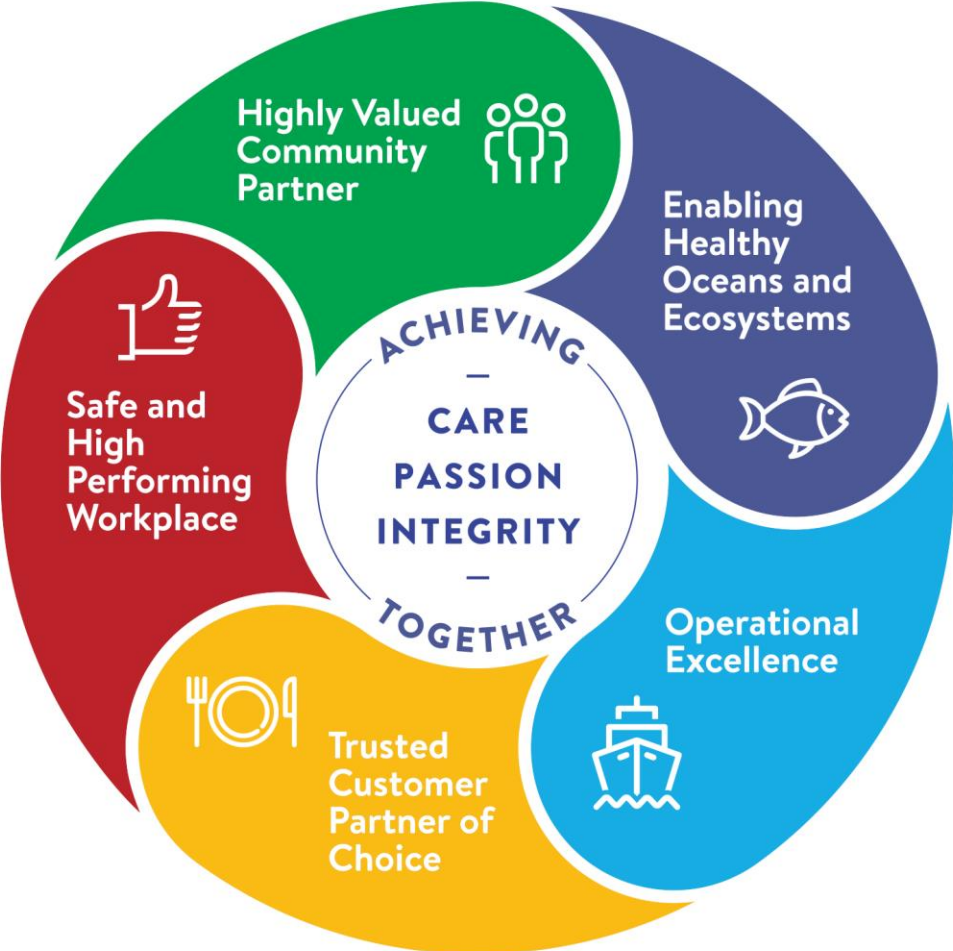 Highly Valued
Community
Partner
Enabling
Healthy
Oceans and
Ecosystems
Safe and
High
Performing
Workplace
ACHIEVING
CARE
PASSION
INTEGRITY
TOGETHER
Operational
Excellence
Trusted
Customer
Partner of
Choice